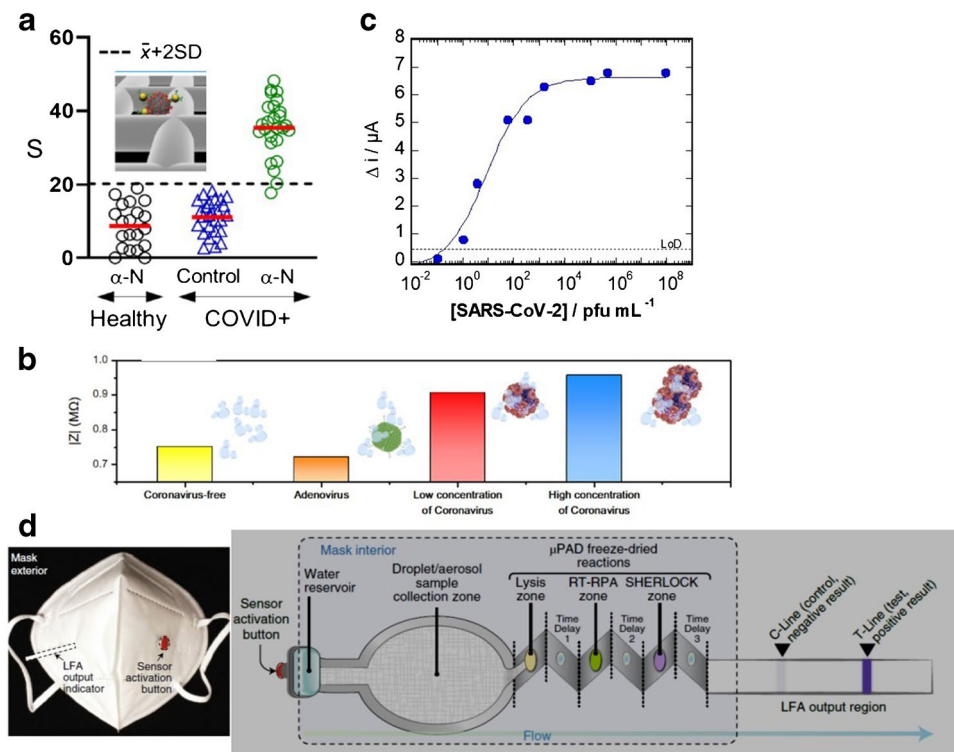 a
x̄+2SD
60
40
20
0
S
α-N
Control
α-N
Healthy
COVID+
c
8
7
6
5
4
3
2
1
0
Δ i / μA
LoD
10⁻² 10⁰ 10² 10⁴ 10⁶ 10⁸
[SARS-CoV-2] / pfu mL⁻¹
b
1.0
0.9
0.8
0.7
|Z| (MΩ)
Coronavirus-free
Adenovirus
Low concentration
of Coronavirus
High concentration
of Coronavirus
d
Mask
exterior
LFA
output
indicator
Sensor
activation
button
Mask interior
Water
reservoir
Sensor
activation
button
Droplet/aerosol
sample
collection zone
μPAD freeze-dried
reactions
Lysis
zone
RT-RPA
zone
SHERLOCK
zone
Time
Delay
1
Time
Delay
2
Time
Delay
3
C-Line (control,
negative result)
T-Line (test,
positive result)
LFA output region
Flow